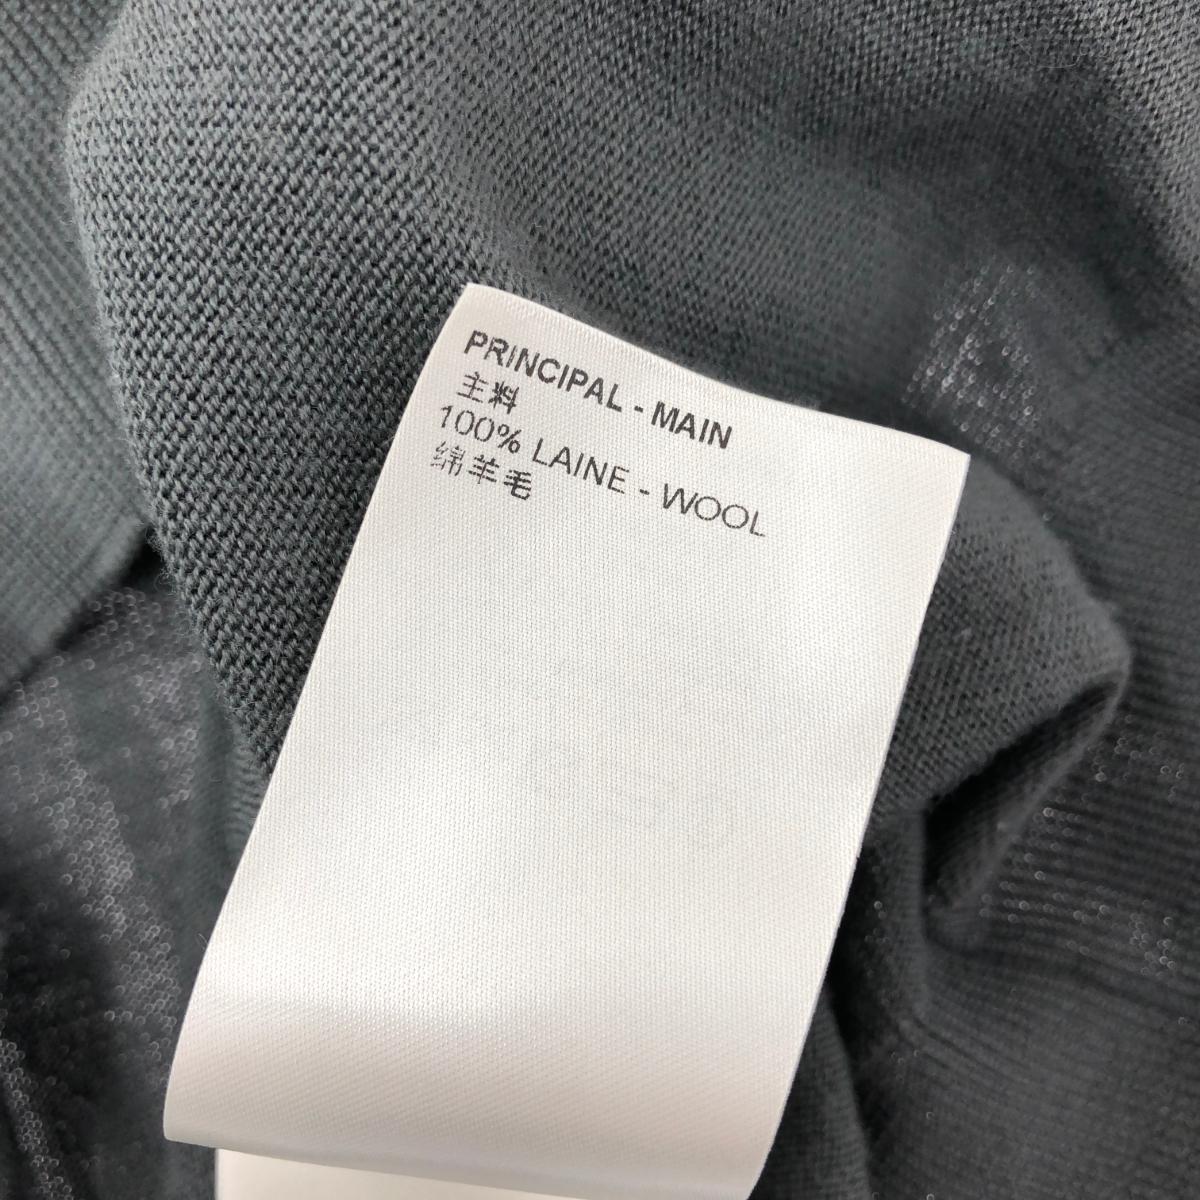 PRINCIPAL - MAIN
主料
100% LAINE - WOOL
绵羊毛